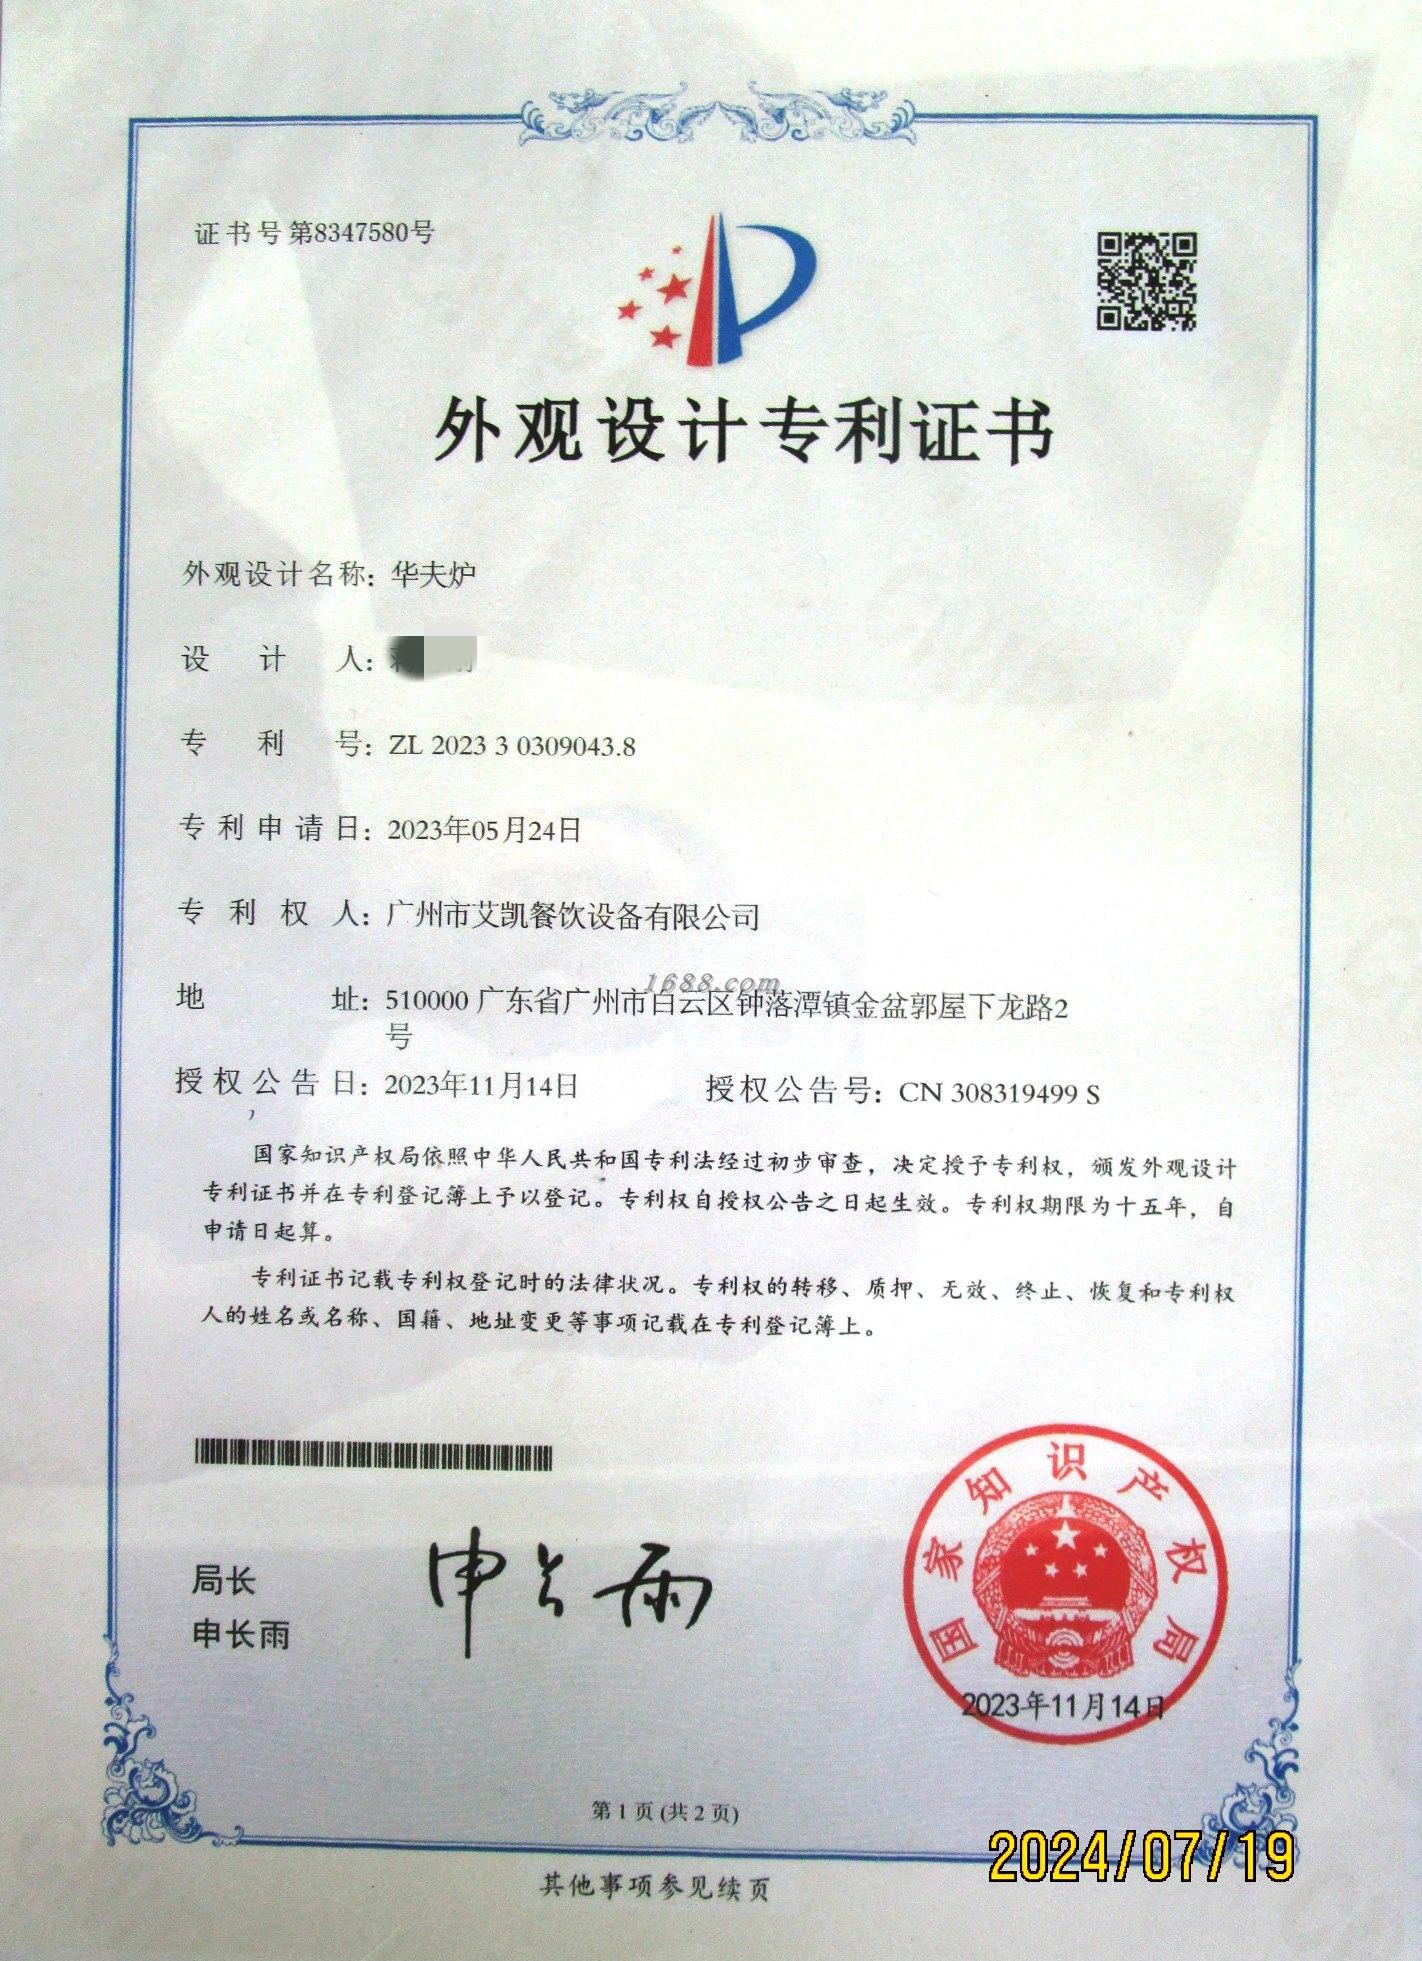 证书号第8347580号
外观设计专利证书
外观设计名称：华夫炉
设计人：
专利号：ZL 2023 3 0309043.8
专利申请日：2023年05月24日
专利权人：广州市艾凯餐饮设备有限公司
1688.com
地址：510000 广东省广州市白云区钟落潭镇金盆郭屋下龙路2
号
授权公告日：2023年11月14日 授权公告号：CN 308319499 S
国家知识产权局依照中华人民共和国专利法经过初步审查，决定授予专利权，颁发外观设计
专利证书并在专利登记簿上予以登记。专利权自授权公告之日起生效。专利权期限为十五年，自
申请日起算。
专利证书记载专利权登记时的法律状况。专利权的转移、质押、无效、终止、恢复和专利权
人的姓名或名称、国籍、地址变更等事项记载在专利登记簿上。
局长
申长雨
申长雨
国家知识产权局
2023年11月14日
第1页(共2页)
2024/07/19
其他事项参见续页